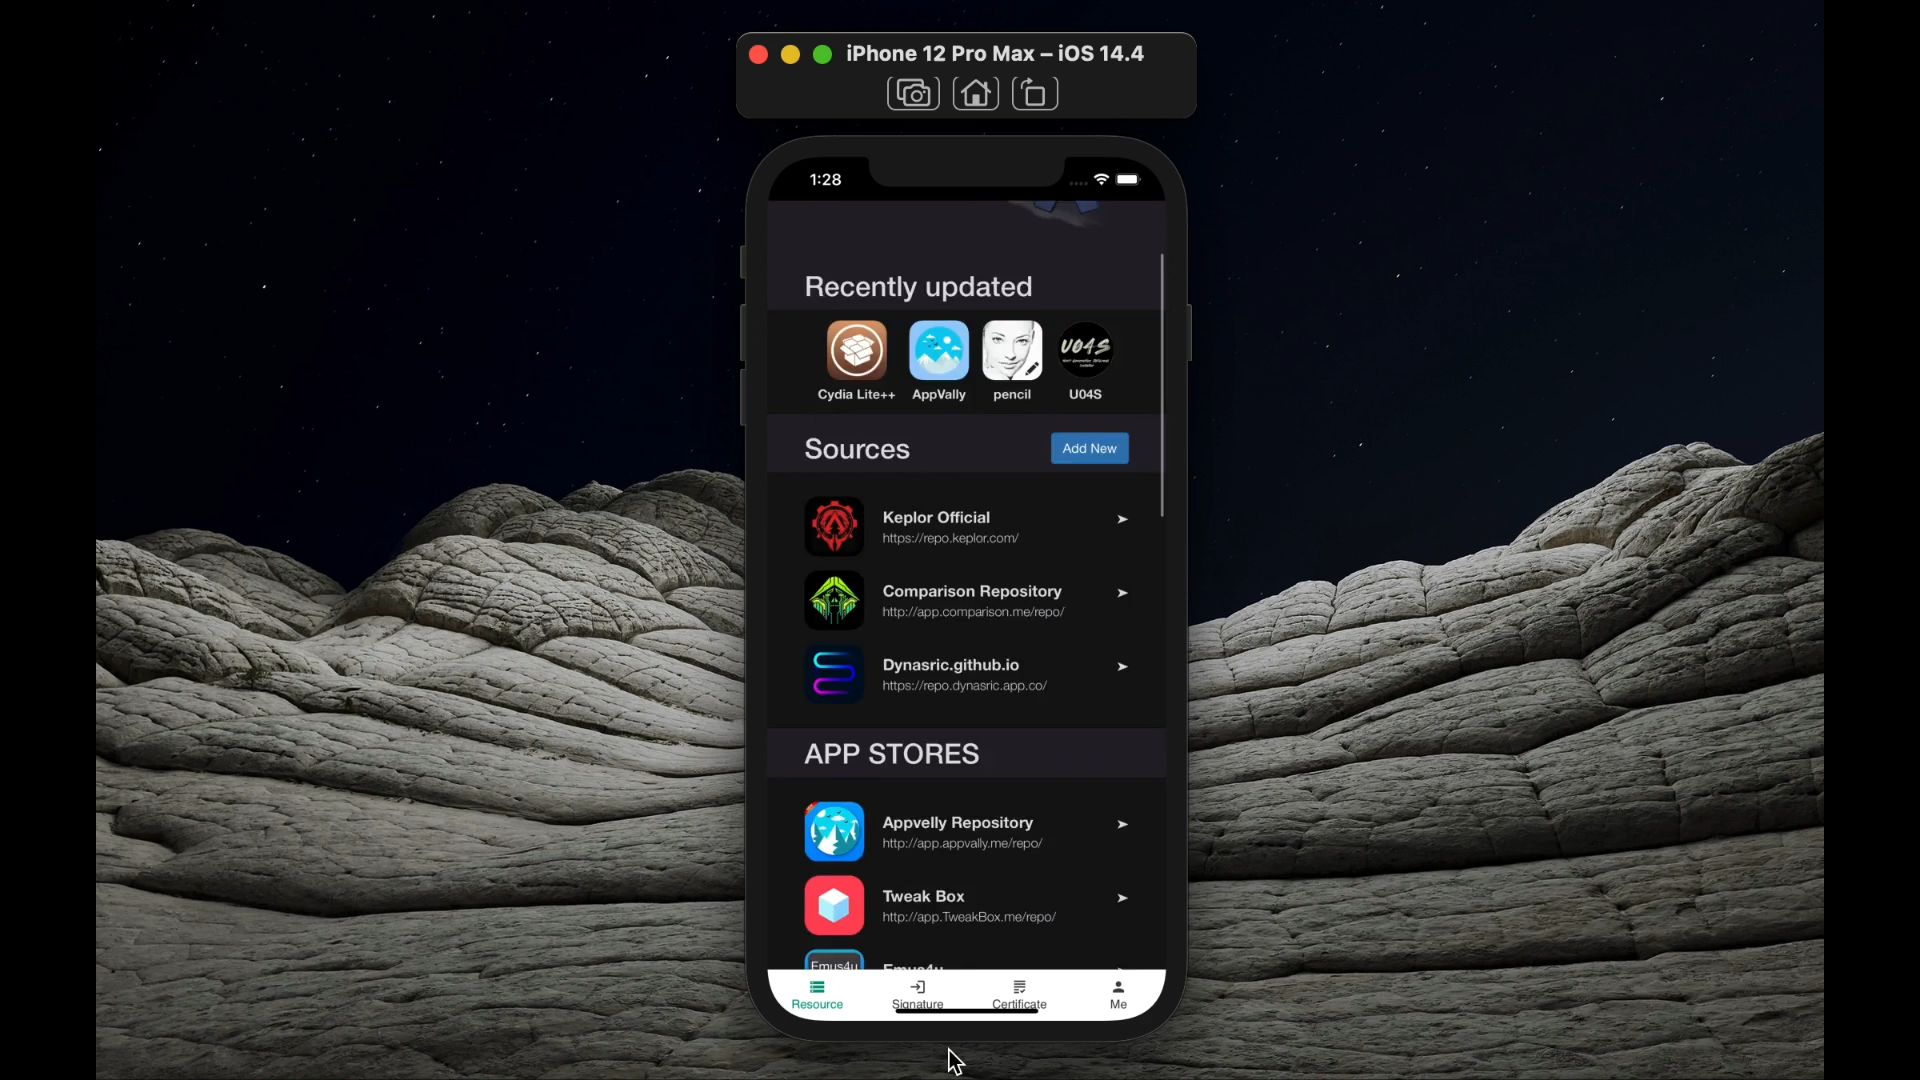 iPhone 12 Pro Max – iOS 14.4
1:28
Recently updated
U04S
Cydia Lite++
AppVally
pencil
U04S
Sources
Add New
Keplor Official
https://repo.keplor.com/
Comparison Repository
http://app.comparison.me/repo/
Dynasric.github.io
https://repo.dynasric.app.co/
APP STORES
Appvelly Repository
http://app.appvally.me/repo/
Tweak Box
http://app.TweakBox.me/repo/
Emus4u
Emus4u
Resource
Signature
Certificate
Me